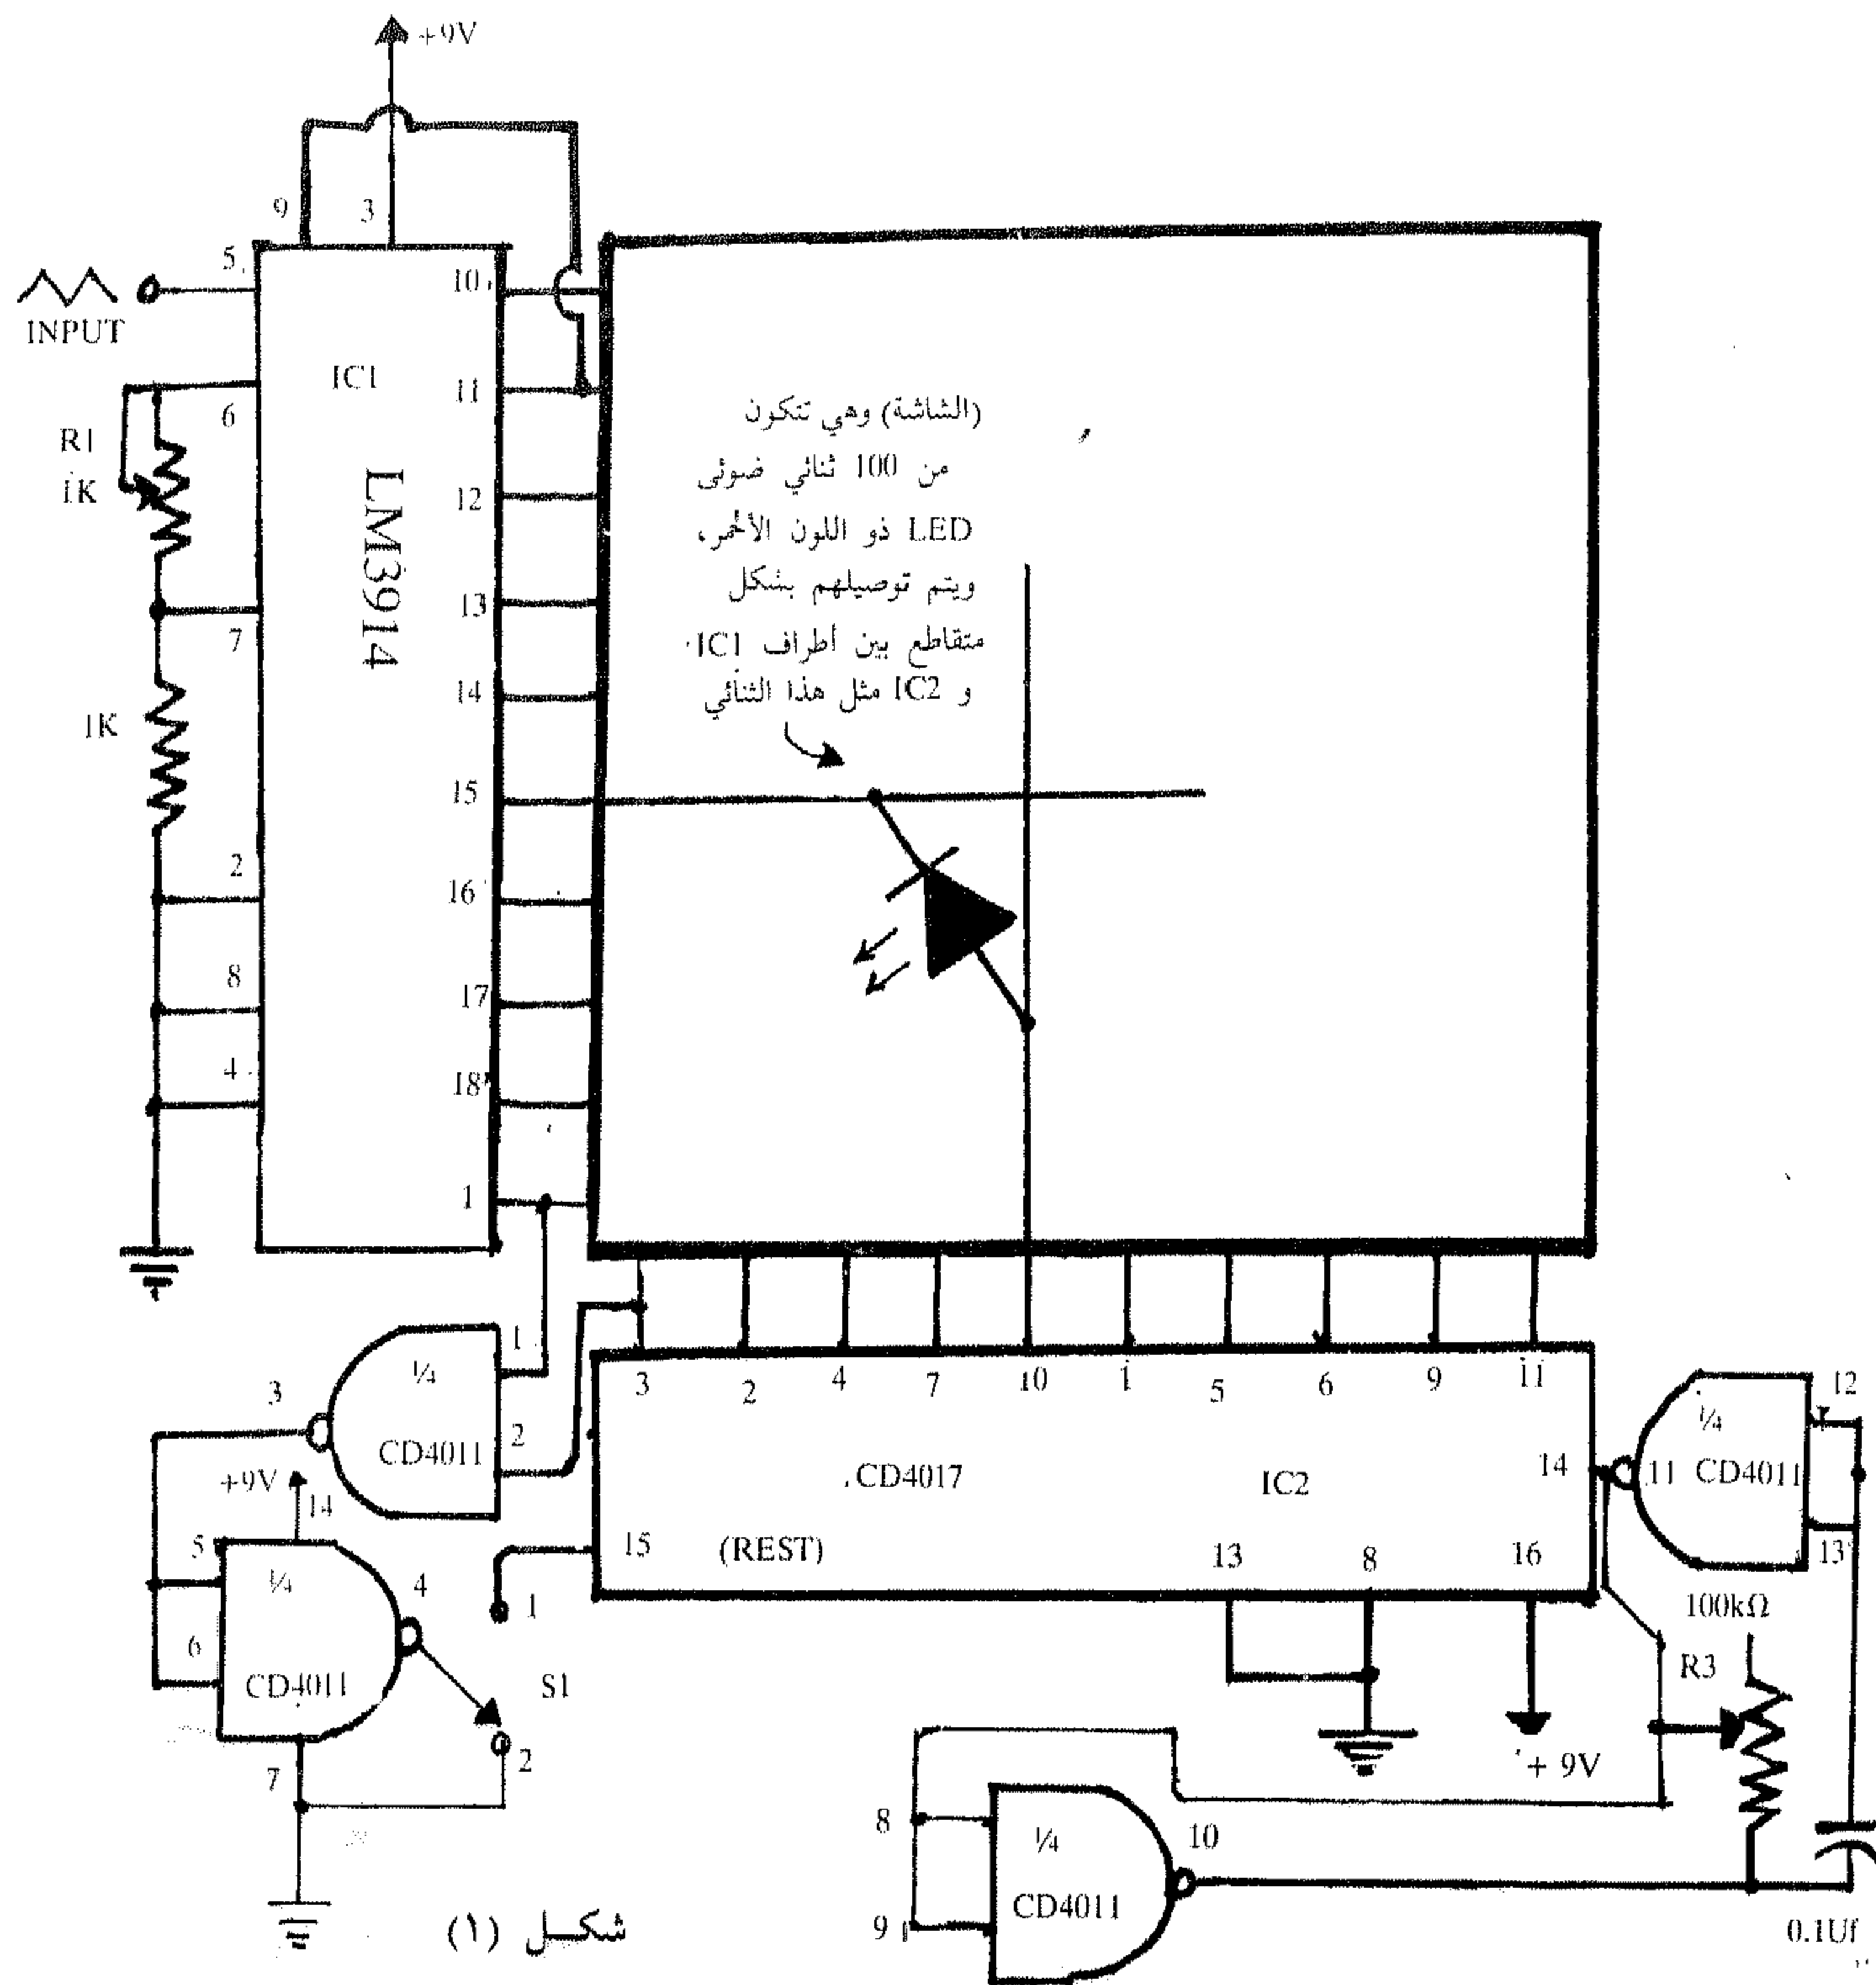 +9V
9
3
5
INPUT
6
R1
1K
7
1K
2
8
4
IC1
LM3914
10
11
12
13
14
15
16
17
18
1
(الشاشة) وهي تتكون
من 100 ثنائي ضوئى
LED ذو اللون الأحمر،
ويتم توصيلهم بشكل
متقاطع بين أطراف IC1
و IC2 مثل هذا الثنائي
1
2
3
¼
CD4011
+9V
14
5
6
¼
CD4011
4
7
1
S1
2
3
2
4
7
10
1
5
6
9
11
CD4017
IC2
14
15
(REST)
13
8
16
+ 9V
12
¼
11
CD4011
13
100kΩ
R3
8
¼
10
CD4011
9
0.1Uf
شكل (١)